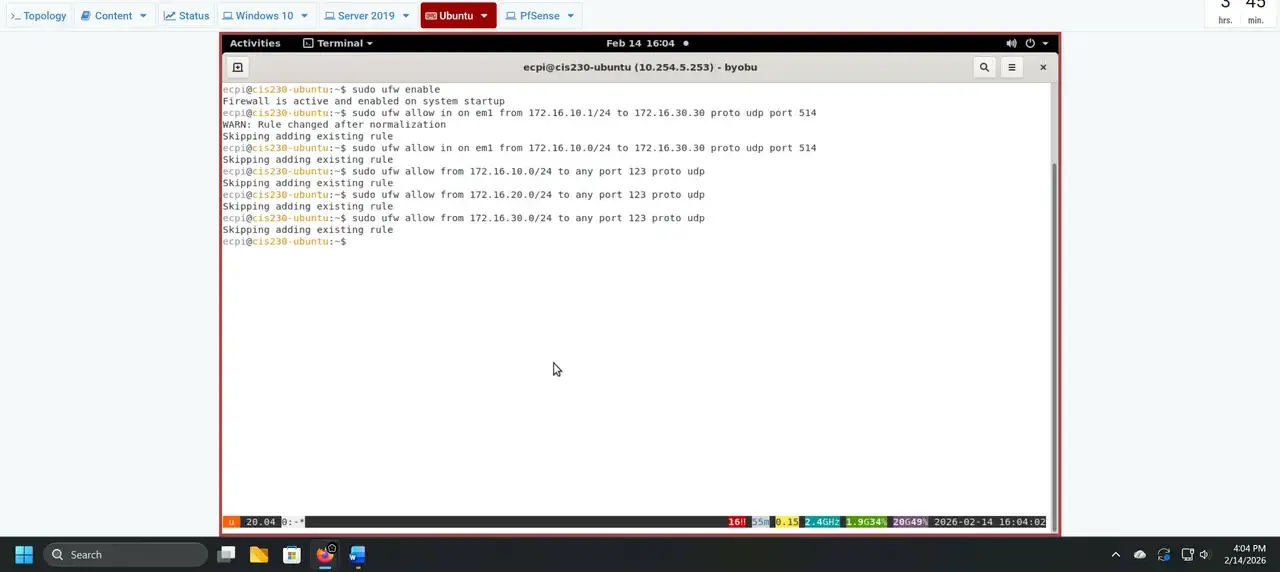 Topology Content Status Windows 10 Server 2019 Ubuntu PfSense
3 45
hrs. min.
Activities Terminal Feb 14 16:04
ecpi@cis230-ubuntu (10.254.5.253) - byobu
ecpi@cis230-ubuntu:~$ sudo ufw enable
Firewall is active and enabled on system startup
ecpi@cis230-ubuntu:~$ sudo ufw allow in on em1 from 172.16.10.1/24 to 172.16.30.30 proto udp port 514
WARN: Rule changed after normalization
Skipping adding existing rule
ecpi@cis230-ubuntu:~$ sudo ufw allow in on em1 from 172.16.10.0/24 to 172.16.30.30 proto udp port 514
Skipping adding existing rule
ecpi@cis230-ubuntu:~$ sudo ufw allow from 172.16.10.0/24 to any port 123 proto udp
Skipping adding existing rule
ecpi@cis230-ubuntu:~$ sudo ufw allow from 172.16.20.0/24 to any port 123 proto udp
Skipping adding existing rule
ecpi@cis230-ubuntu:~$ sudo ufw allow from 172.16.30.0/24 to any port 123 proto udp
Skipping adding existing rule
ecpi@cis230-ubuntu:~$
u 20.04 0:-* 16!! 55m 0.15 2.4GHz 1.9G34% 20G49% 2026-02-14 16:04:02
Search
4:04 PM
2/14/2026